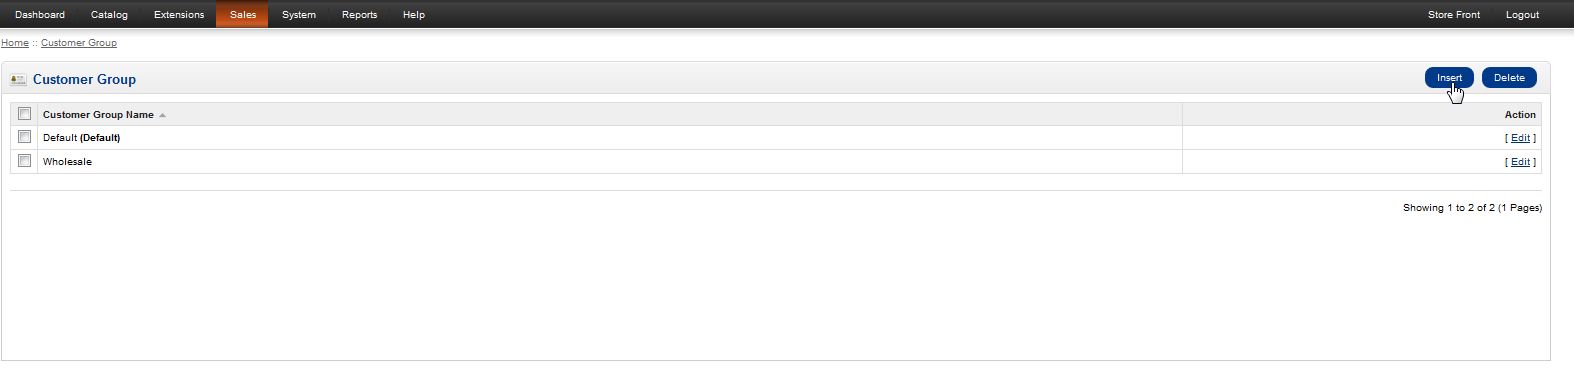 Dashboard Catalog Extensions Sales System Reports Help Store Front Logout
Home :: Customer Group
Customer Group Insert Delete
Customer Group Name Action
Default (Default) [ Edit ]
Wholesale [ Edit ]
Showing 1 to 2 of 2 (1 Pages)